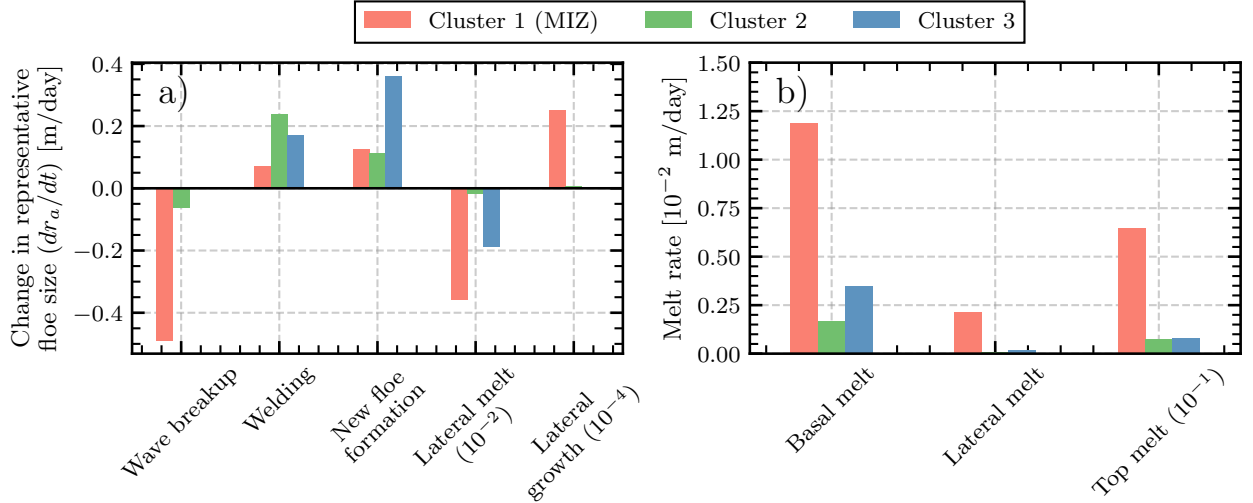 Cluster 1 (MIZ) Cluster 2 Cluster 3
a)
Change in representative
floe size (dr_a/dt) [m/day]
0.4
0.2
0.0
−0.2
−0.4
Wave breakup
Welding
New floe
formation
Lateral melt
(10⁻²)
Lateral
growth (10⁻⁴)
b)
Melt rate [10⁻² m/day]
1.50
1.25
1.00
0.75
0.50
0.25
0.00
Basal melt
Lateral melt
Top melt (10⁻¹)